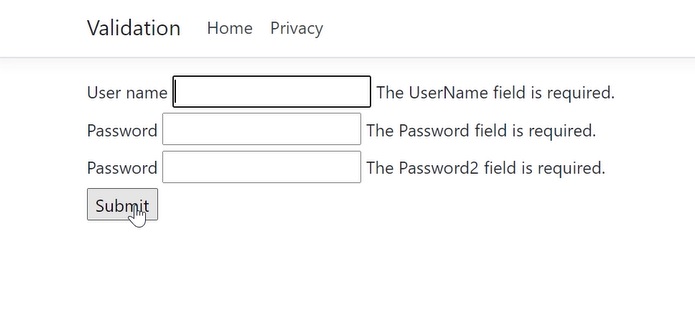 Validation Home Privacy
User name The UserName field is required.
Password The Password field is required.
Password The Password2 field is required.
Submit